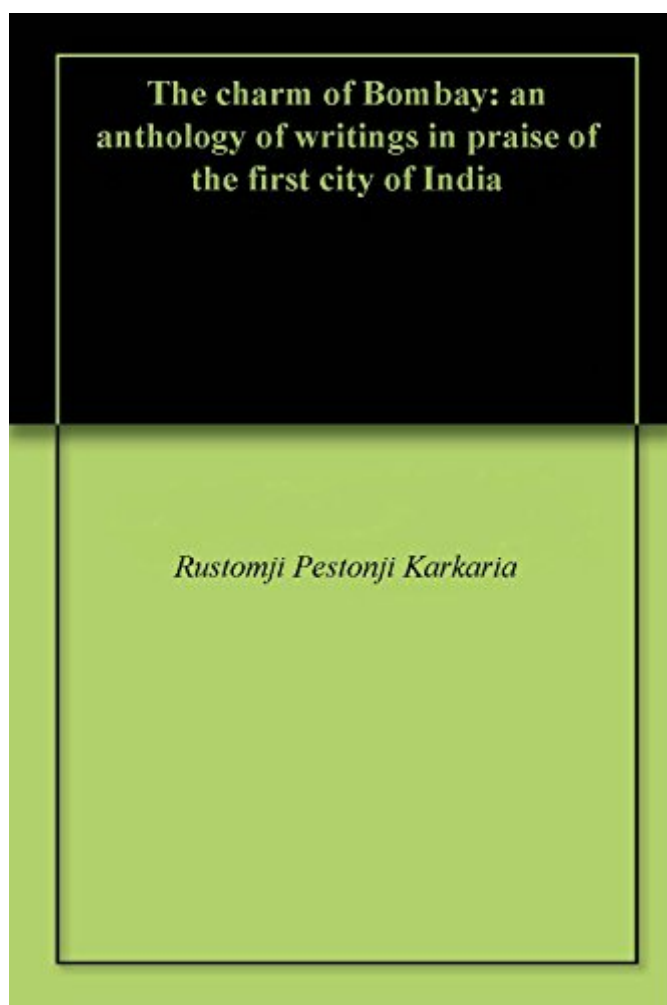 The charm of Bombay: an
anthology of writings in praise of
the first city of India
Rustomji Pestonji Karkaria